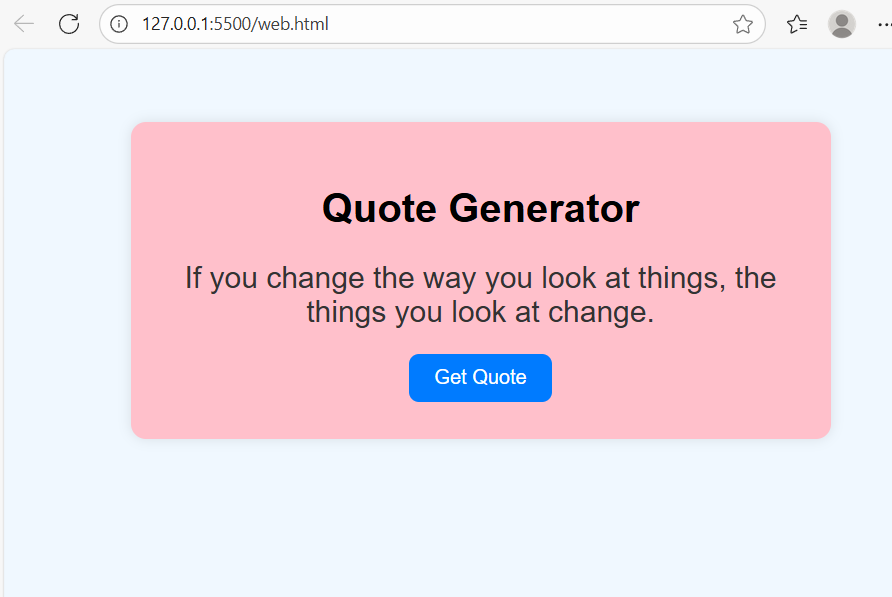 127.0.0.1:5500/web.html
Quote Generator
If you change the way you look at things, the
things you look at change.
Get Quote